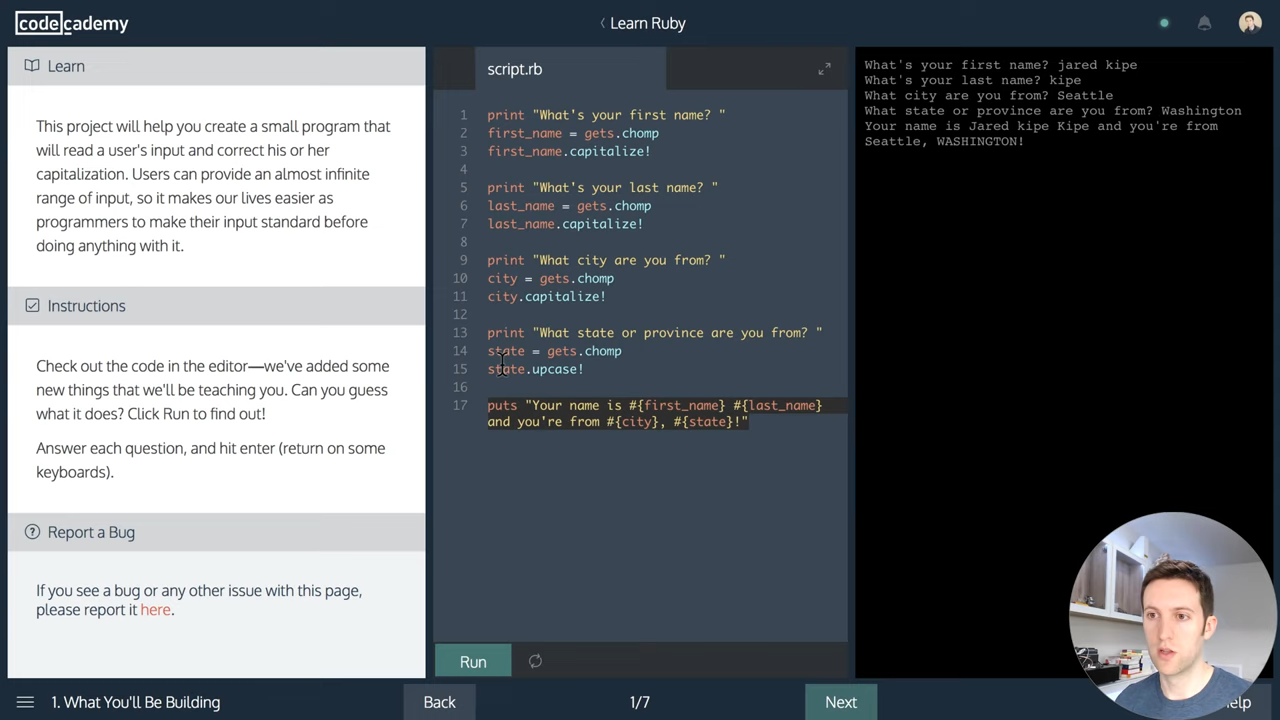 codecademy
Learn Ruby
Learn
This project will help you create a small program that
will read a user's input and correct his or her
capitalization. Users can provide an almost infinite
range of input, so it makes our lives easier as
programmers to make their input standard before
doing anything with it.
Instructions
Check out the code in the editor—we've added some
new things that we'll be teaching you. Can you guess
what it does? Click Run to find out!
Answer each question, and hit enter (return on some
keyboards).
Report a Bug
If you see a bug or any other issue with this page,
please report it here.
script.rb
1 print "What's your first name? "
2 first_name = gets.chomp
3 first_name.capitalize!
4
5 print "What's your last name? "
6 last_name = gets.chomp
7 last_name.capitalize!
8
9 print "What city are you from? "
10 city = gets.chomp
11 city.capitalize!
12
13 print "What state or province are you from? "
14 state = gets.chomp
15 state.upcase!
16
17 puts "Your name is #{first_name} #{last_name}
and you're from #{city}, #{state}!"
Run
What's your first name? jared kipe
What's your last name? kipe
What city are you from? Seattle
What state or province are you from? Washington
Your name is Jared kipe Kipe and you're from
Seattle, WASHINGTON!
1. What You'll Be Building
Back
1/7
Next
elp